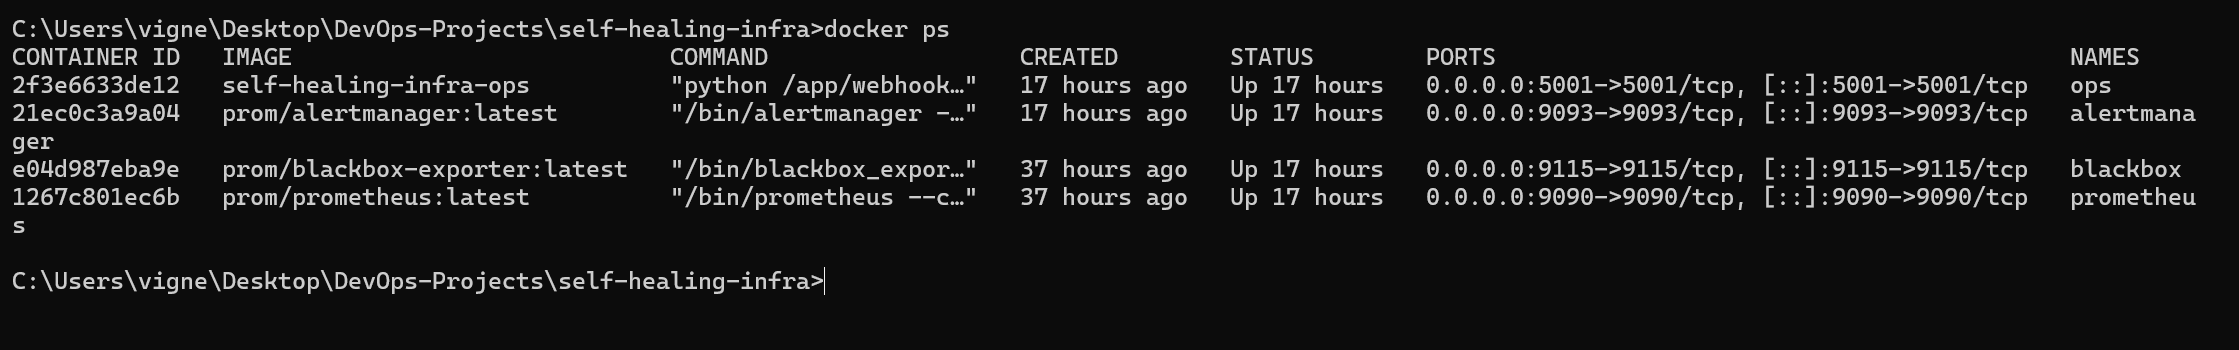 C:\Users\vigne\Desktop\DevOps-Projects\self-healing-infra>docker ps
CONTAINER ID   IMAGE                           COMMAND                  CREATED         STATUS        PORTS                                         NAMES
2f3e6633de12   self-healing-infra-ops          "python /app/webhook…"   17 hours ago   Up 17 hours   0.0.0.0:5001->5001/tcp, [::]:5001->5001/tcp   ops
21ec0c3a9a04   prom/alertmanager:latest        "/bin/alertmanager -…"   17 hours ago   Up 17 hours   0.0.0.0:9093->9093/tcp, [::]:9093->9093/tcp   alertmana
ger
e04d987eba9e   prom/blackbox-exporter:latest   "/bin/blackbox_expor…"   37 hours ago   Up 17 hours   0.0.0.0:9115->9115/tcp, [::]:9115->9115/tcp   blackbox
1267c801ec6b   prom/prometheus:latest          "/bin/prometheus --c…"   37 hours ago   Up 17 hours   0.0.0.0:9090->9090/tcp, [::]:9090->9090/tcp   prometheu
s
C:\Users\vigne\Desktop\DevOps-Projects\self-healing-infra>